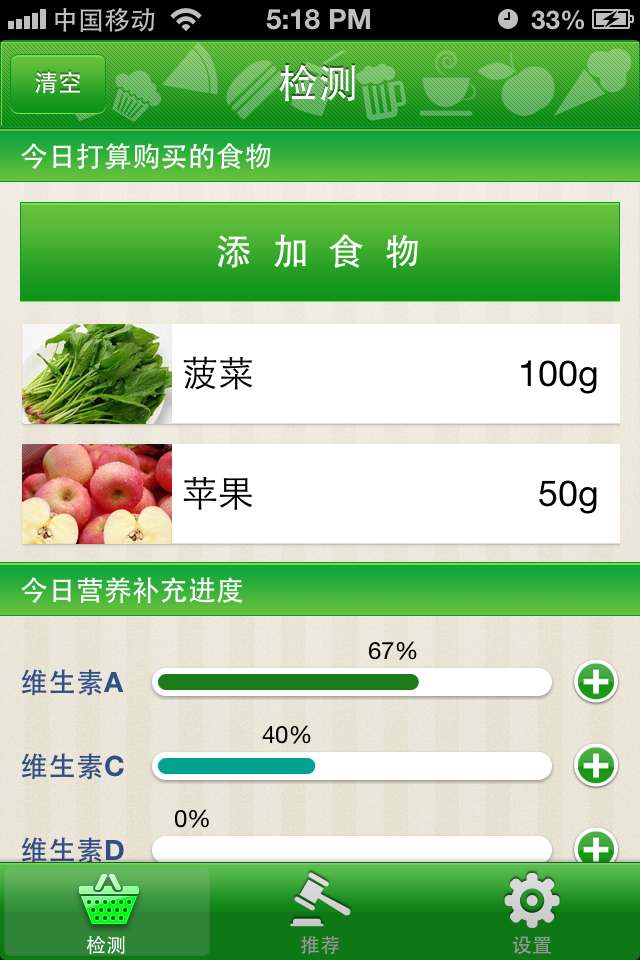 中国移动 5:18 PM 33%
清空 检测
今日打算购买的食物
添加食物
菠菜 100g
苹果 50g
今日营养补充进度
67%
维生素A
40%
维生素C
0%
维生素D
检测 推荐 设置